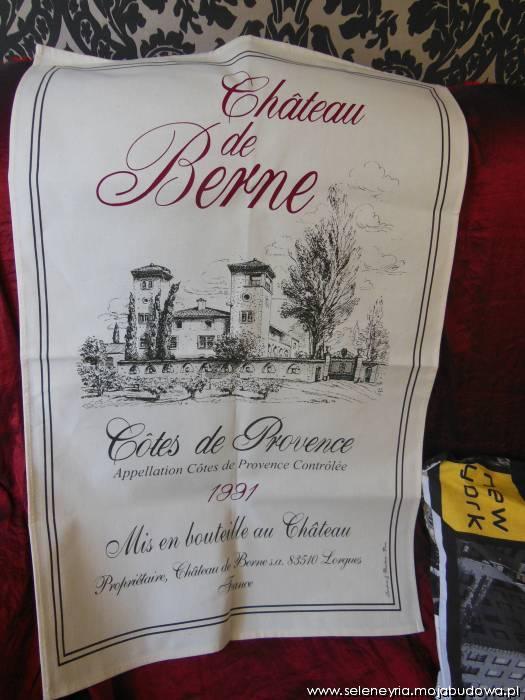 Château
de
Berne
Côtes de Provence
Appellation Côtes de Provence Contrôlée
1991
Mis en bouteille au Château
Propriétaire, Château de Berne s.a. 83510 Lorgues
France
new
york
www.seleneyria.mojabudowa.pl